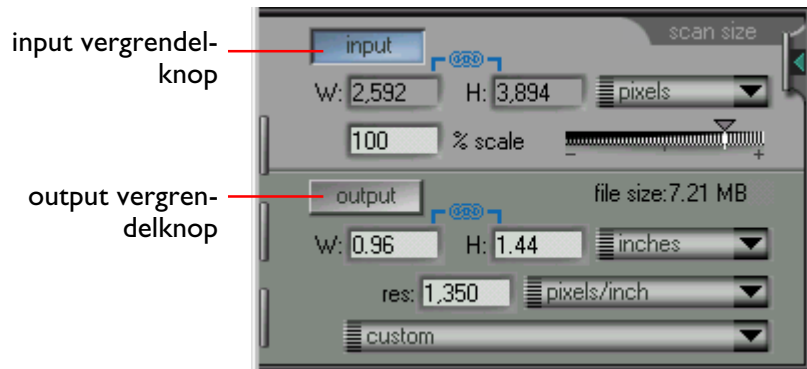 scan size
input vergrendel-
knop
input
W: 2,592 H: 3,894 pixels
100 % scale
- +
output vergren-
delknop
output file size:7.21 MB
W: 0.96 H: 1.44 inches
res: 1,350 pixels/inch
custom